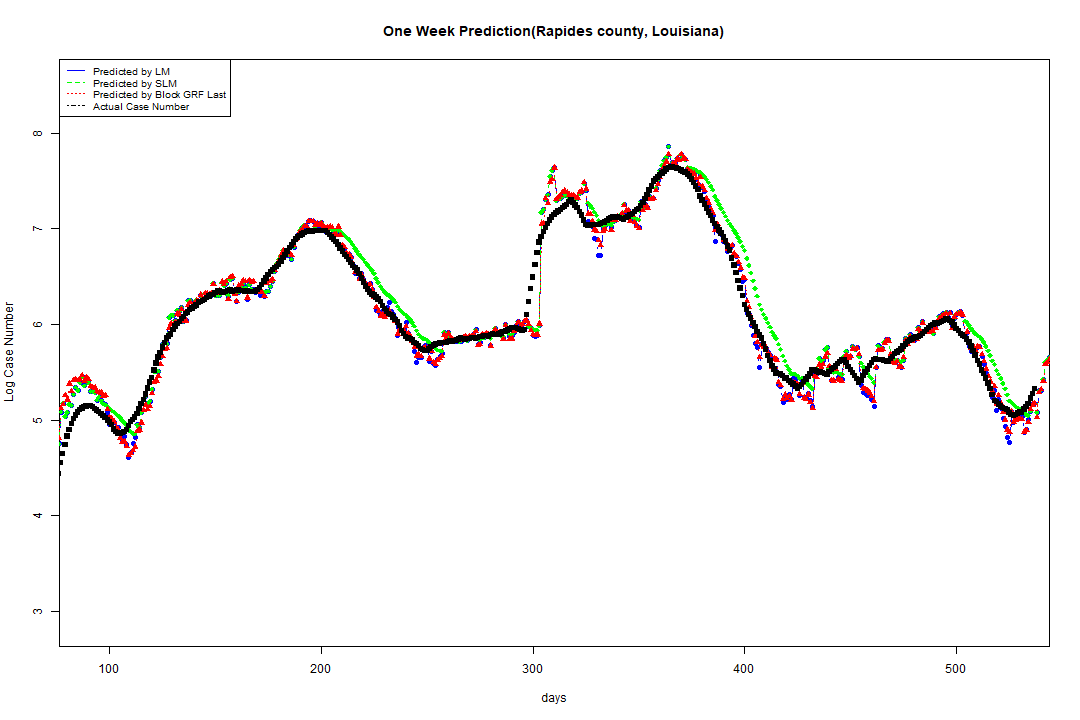 One Week Prediction(Rapides county, Louisiana)
Predicted by LM
Predicted by SLM
Predicted by Block GRF Last
Actual Case Number
8
7
6
5
4
3
Log Case Number
100 200 300 400 500
days